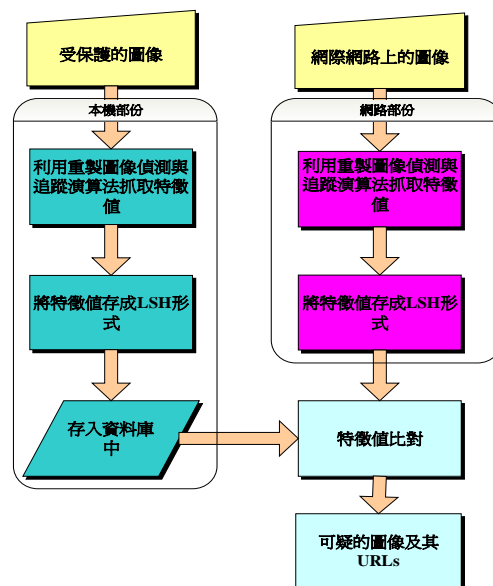 受保護的圖像
本機部份
利用重製圖像偵測與
追蹤演算法抓取特徵
值
將特徵值存成LSH形
式
存入資料庫
中
網際網路上的圖像
網路部份
利用重製圖像偵測與
追蹤演算法抓取特徵
值
將特徵值存成LSH形
式
特徵值比對
可疑的圖像及其
URLs